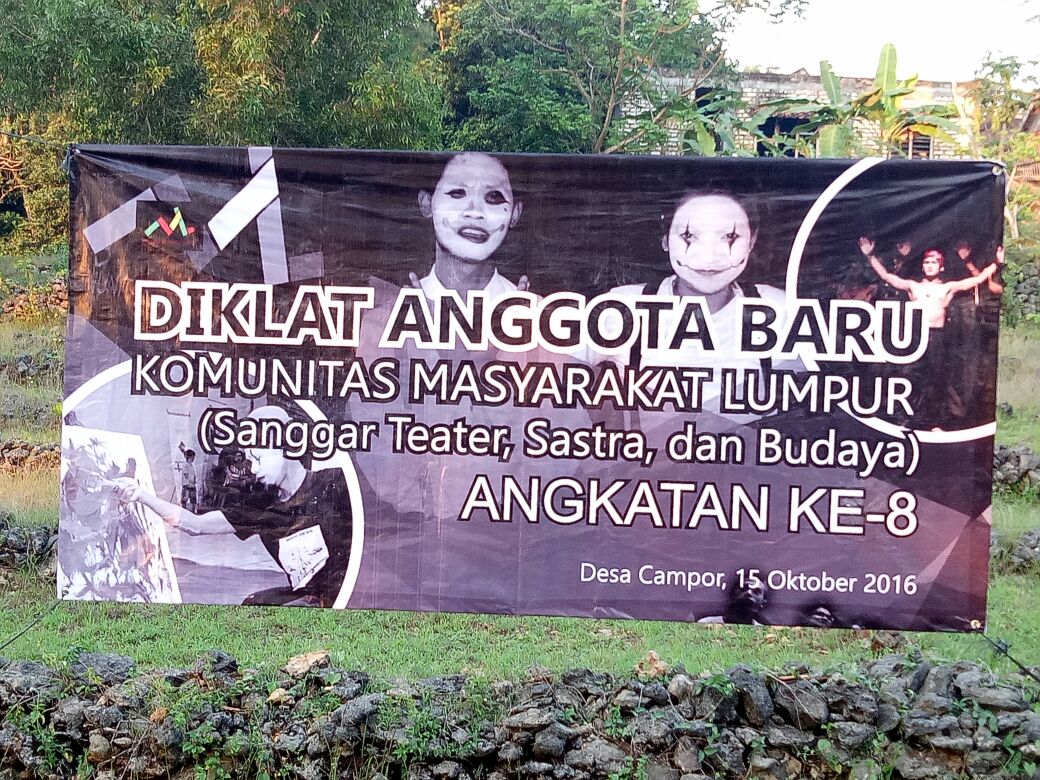 DIKLAT ANGGOTA BARU
KOMUNITAS MASYARAKAT LUMPUR
(Sanggar Teater, Sastra, dan Budaya)
ANGKATAN KE-8
Desa Campor, 15 Oktober 2016